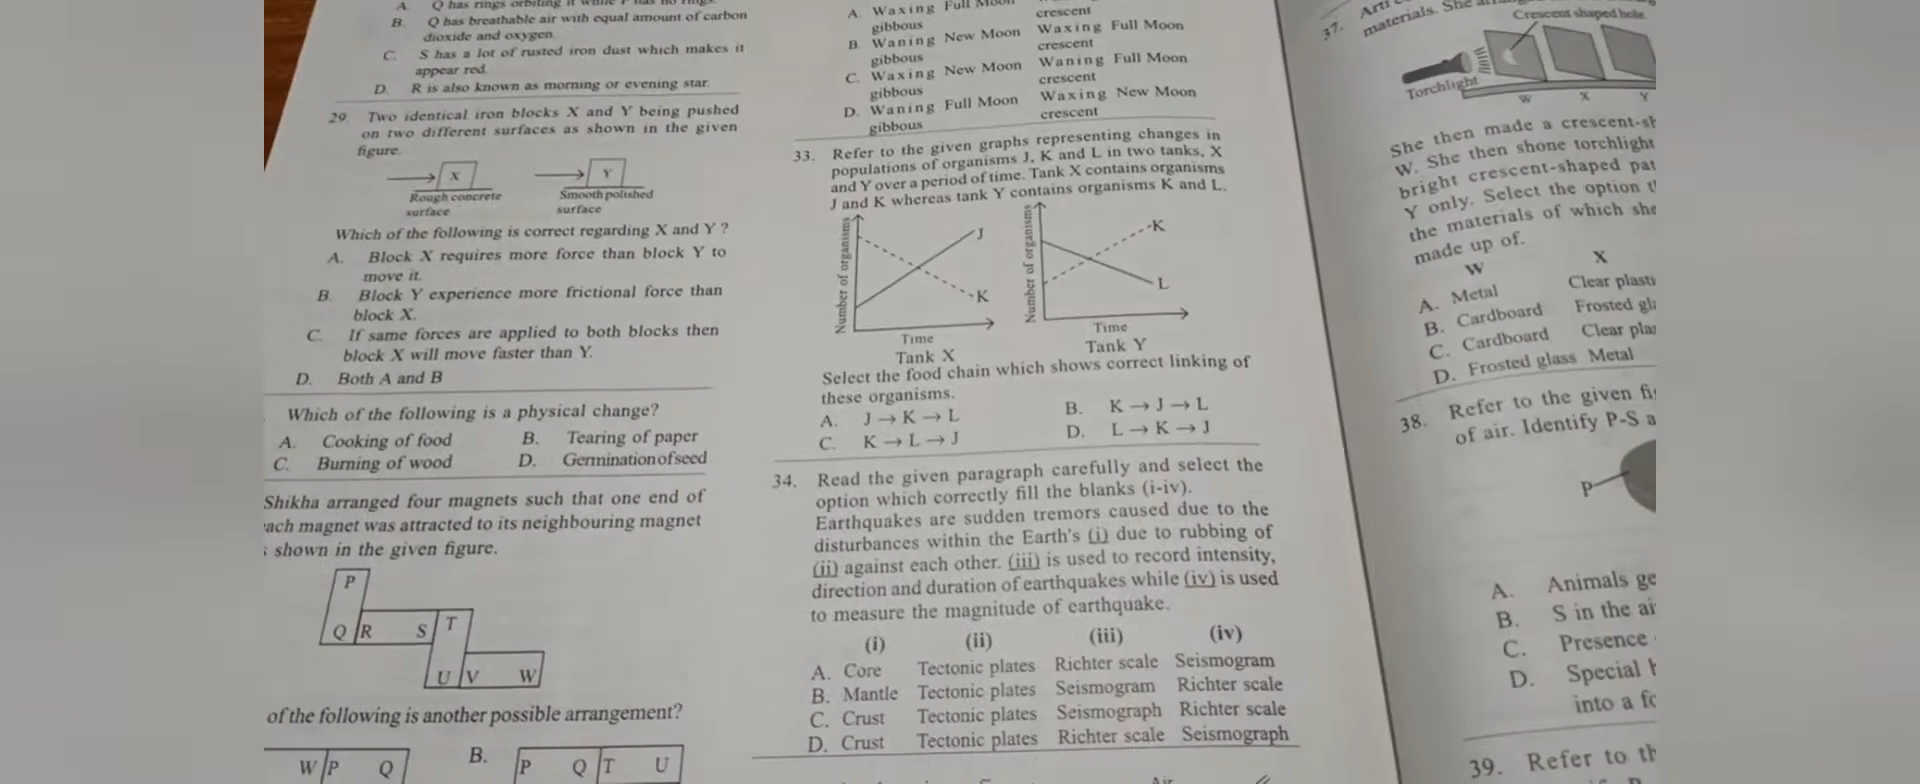 A. Q has rings orbiting it while P has no rings.
B. Q has breathable air with equal amount of carbon
dioxide and oxygen.
C. S has a lot of rusted iron dust which makes it
appear red.
D. R is also known as morning or evening star.
29. Two identical iron blocks X and Y being pushed
on two different surfaces as shown in the given
figure.
X
Y
Rough concrete
surface
Smooth polished
surface
Which of the following is correct regarding X and Y ?
A. Block X requires more force than block Y to
move it.
B. Block Y experience more frictional force than
block X.
C. If same forces are applied to both blocks then
block X will move faster than Y.
D. Both A and B
Which of the following is a physical change?
A. Cooking of food B. Tearing of paper
C. Burning of wood D. Germination of seed
Shikha arranged four magnets such that one end of
ach magnet was attracted to its neighbouring magnet
s shown in the given figure.
P
Q R S T
U V W
of the following is another possible arrangement?
W P Q
B. P Q T U
A. Waxing Full Moon crescent
gibbous
B. Waning New Moon Waxing Full Moon
gibbous crescent
C. Waxing New Moon Waning Full Moon
gibbous crescent
D. Waning Full Moon Waxing New Moon
gibbous crescent
33. Refer to the given graphs representing changes in
populations of organisms J, K and L in two tanks, X
and Y over a period of time. Tank X contains organisms
J and K whereas tank Y contains organisms K and L.
Number of organisms
J
K
Time
Tank X
Number of organisms
K
L
Time
Tank Y
Select the food chain which shows correct linking of
these organisms.
A. J → K → L B. K → J → L
C. K → L → J D. L → K → J
34. Read the given paragraph carefully and select the
option which correctly fill the blanks (i-iv).
Earthquakes are sudden tremors caused due to the
disturbances within the Earth's (i) due to rubbing of
(ii) against each other. (iii) is used to record intensity,
direction and duration of earthquakes while (iv) is used
to measure the magnitude of earthquake.
(i) (ii) (iii) (iv)
A. Core Tectonic plates Richter scale Seismogram
B. Mantle Tectonic plates Seismogram Richter scale
C. Crust Tectonic plates Seismograph Richter scale
D. Crust Tectonic plates Richter scale Seismograph
Air
37. Arti
materials. She
Crescent shaped hole
Torchlight
W X Y
She then made a crescent-sh
W. She then shone torchlight
bright crescent-shaped pat
Y only. Select the option t
the materials of which she
made up of.
W X
A. Metal Clear plasti
B. Cardboard Frosted gla
C. Cardboard Clear plas
D. Frosted glass Metal
38. Refer to the given fi
of air. Identify P-S a
P
A. Animals ge
B. S in the air
C. Presence
D. Special
into a fo
39. Refer to th